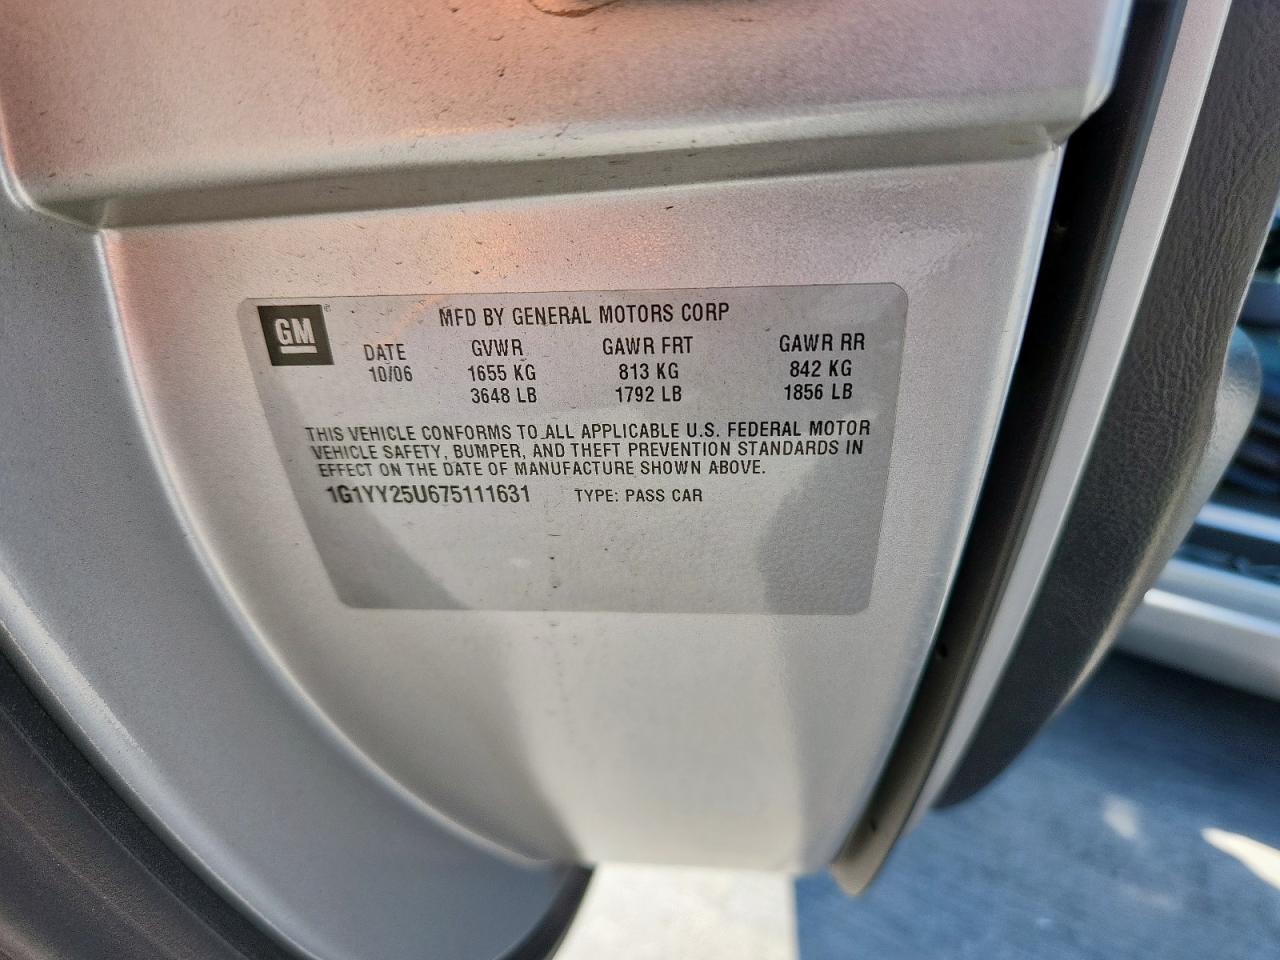 GM
MFD BY GENERAL MOTORS CORP
DATE GVWR GAWR FRT GAWR RR
10/06 1655 KG 813 KG 842 KG
3648 LB 1792 LB 1856 LB
THIS VEHICLE CONFORMS TO ALL APPLICABLE U.S. FEDERAL MOTOR
VEHICLE SAFETY, BUMPER, AND THEFT PREVENTION STANDARDS IN
EFFECT ON THE DATE OF MANUFACTURE SHOWN ABOVE.
1G1YY25U675111631 TYPE: PASS CAR